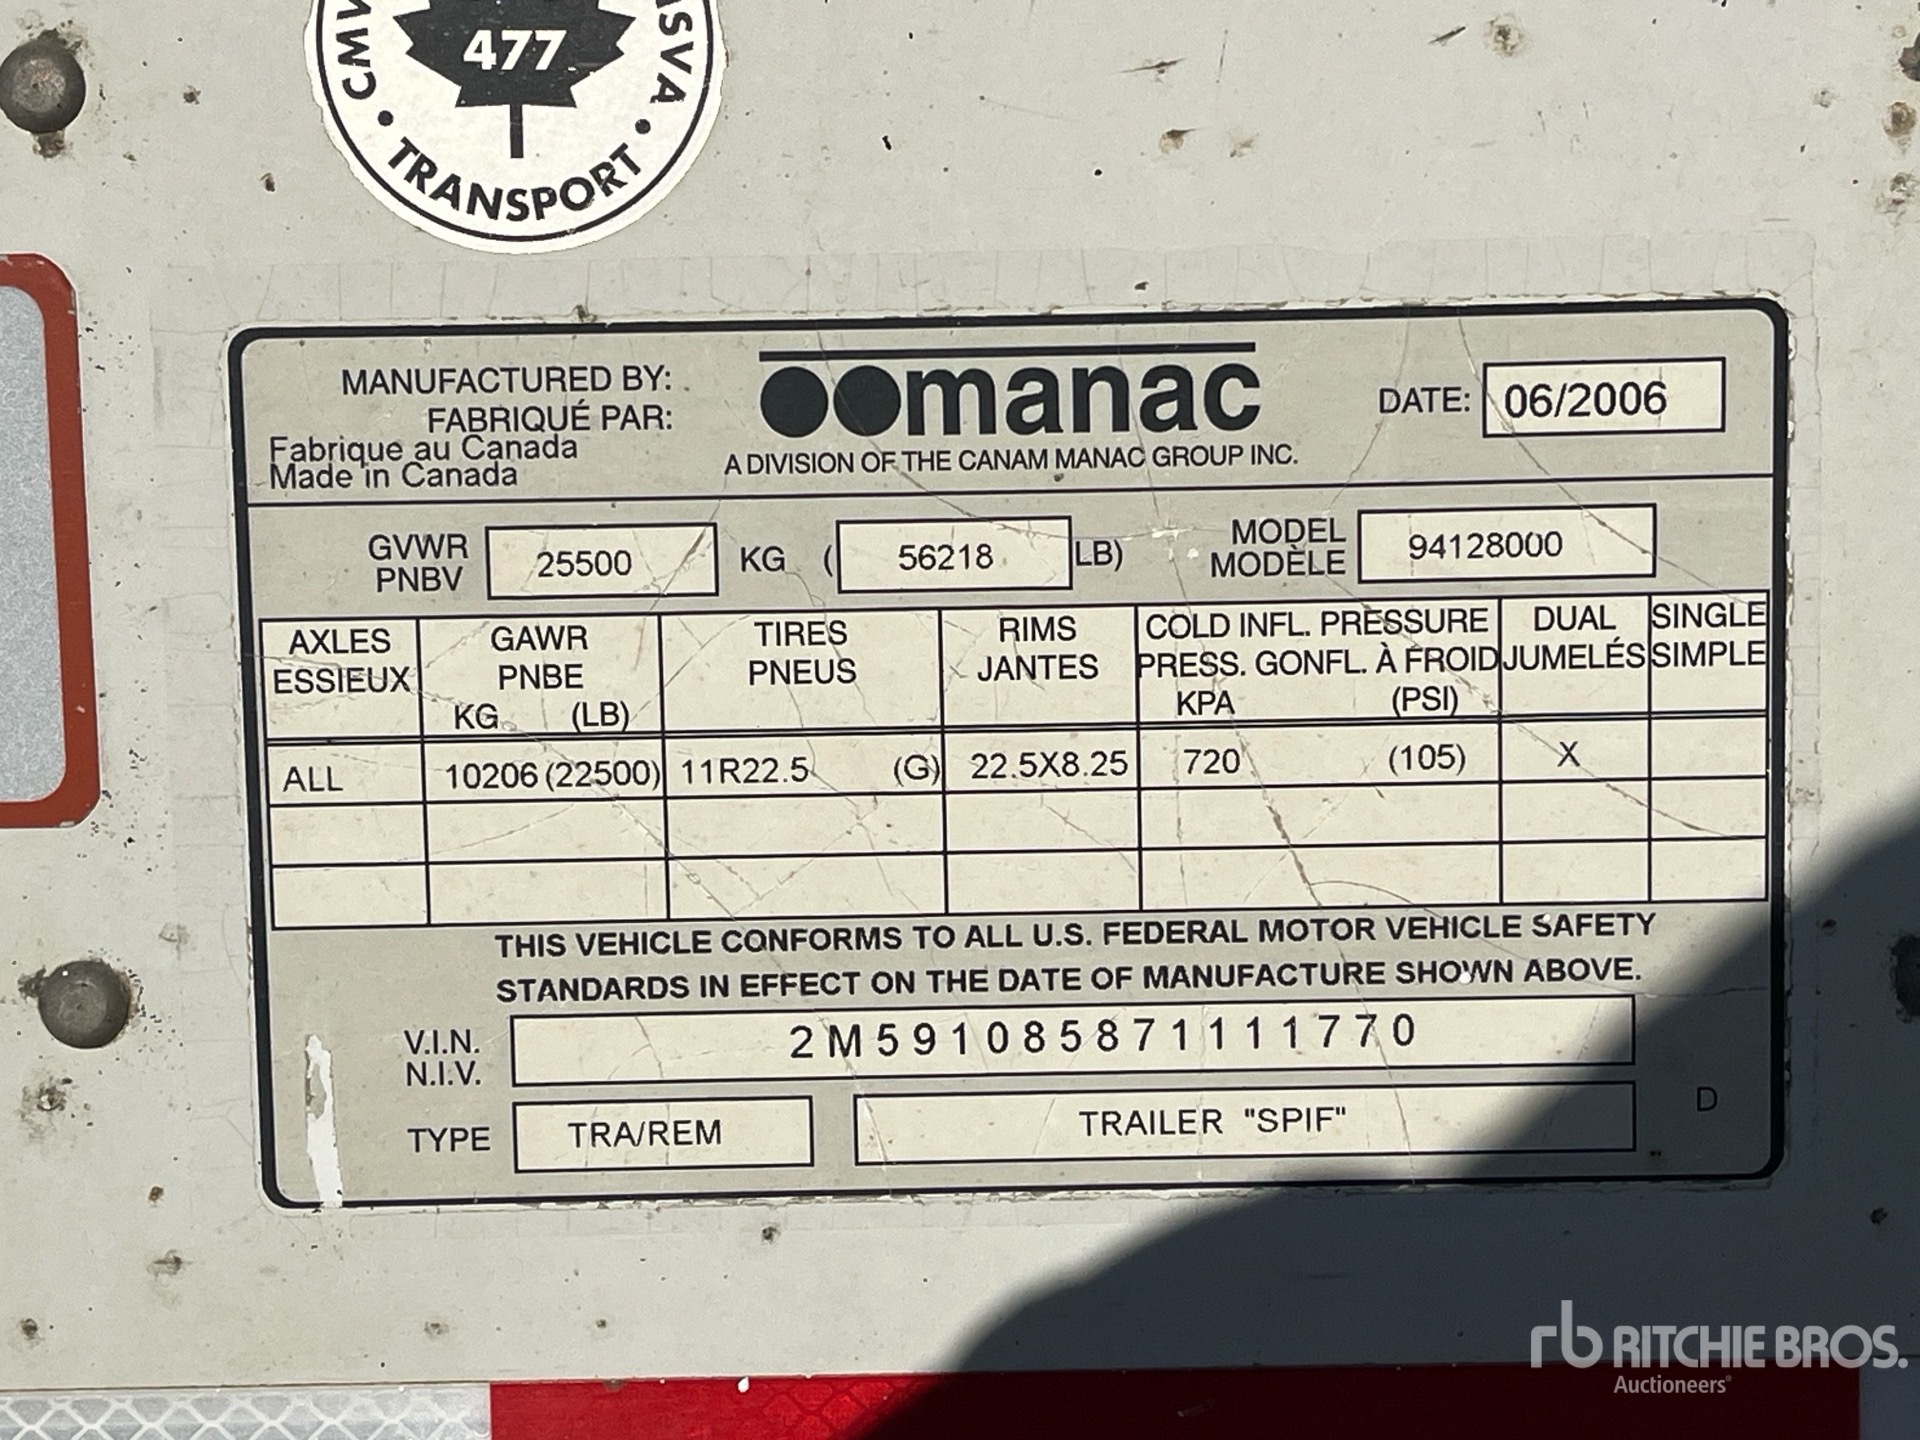 CMV
477
SVA
• TRANSPORT •
MANUFACTURED BY:
FABRIQUÉ PAR:
Fabrique au Canada
Made in Canada
manac
A DIVISION OF THE CANAM MANAC GROUP INC.
DATE: 06/2006
GVWR
PNBV
25500 KG ( 56218 LB)
MODEL
MODÈLE
94128000
AXLES
ESSIEUX
GAWR
PNBE
KG (LB)
TIRES
PNEUS
RIMS
JANTES
COLD INFL. PRESSURE
PRESS. GONFL. À FROID
KPA (PSI)
DUAL
JUMELÉS
SINGLE
SIMPLE
ALL 10206 (22500) 11R22.5 (G) 22.5X8.25 720 (105) X
THIS VEHICLE CONFORMS TO ALL U.S. FEDERAL MOTOR VEHICLE SAFETY
STANDARDS IN EFFECT ON THE DATE OF MANUFACTURE SHOWN ABOVE.
V.I.N.
N.I.V.
2M591085871111770
TYPE TRA/REM TRAILER "SPIF" D
rb RITCHIE BROS.
Auctioneers®